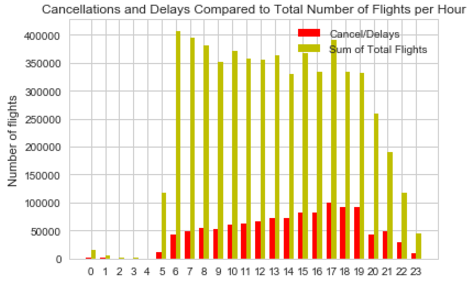 Cancellations and Delays Compared to Total Number of Flights per Hour
Cancel/Delays
Sum of Total Flights
Number of flights
400000
350000
300000
250000
200000
150000
100000
50000
0
0 1 2 3 4 5 6 7 8 9 10 11 12 13 14 15 16 17 18 19 20 21 22 23